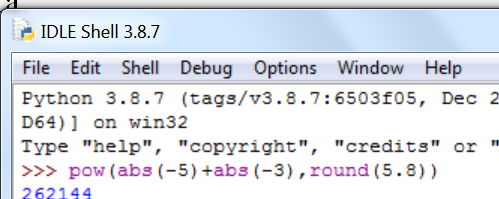 IDLE Shell 3.8.7
File Edit Shell Debug Options Window Help
Python 3.8.7 (tags/v3.8.7:6503f05, Dec 2
D64)] on win32
Type "help", "copyright", "credits" or "
>>> pow(abs(-5)+abs(-3),round(5.8))
262144